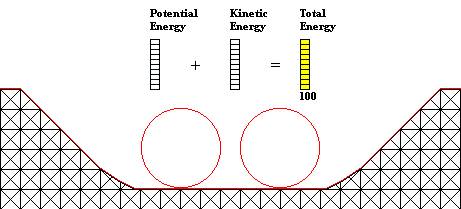 Potential Energy
Kinetic Energy
Total Energy
+
=
100